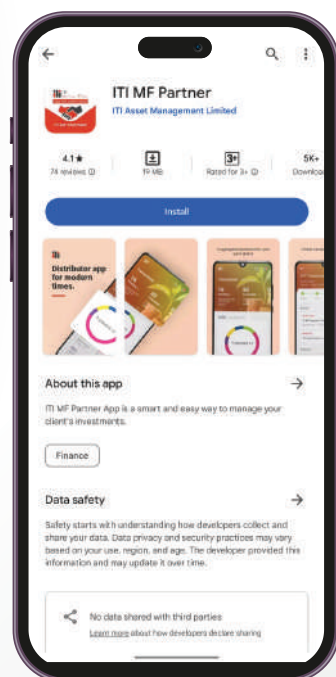 ITI MF Partner
ITI Asset Management Limited
4.1★
74 reviews
19 MB
3+
Rated for 3+
5K+
Download
Install
Distributor app
for modern
times.
About this app
ITI MF Partner App is a smart and easy way to manage your
client's investments.
Finance
Data safety
Safety starts with understanding how developers collect and
share your data. Data privacy and security practices may vary
based on your use, region, and age. The developer provided this
information and may update it over time.
No data shared with third parties
Learn more about how developers declare sharing